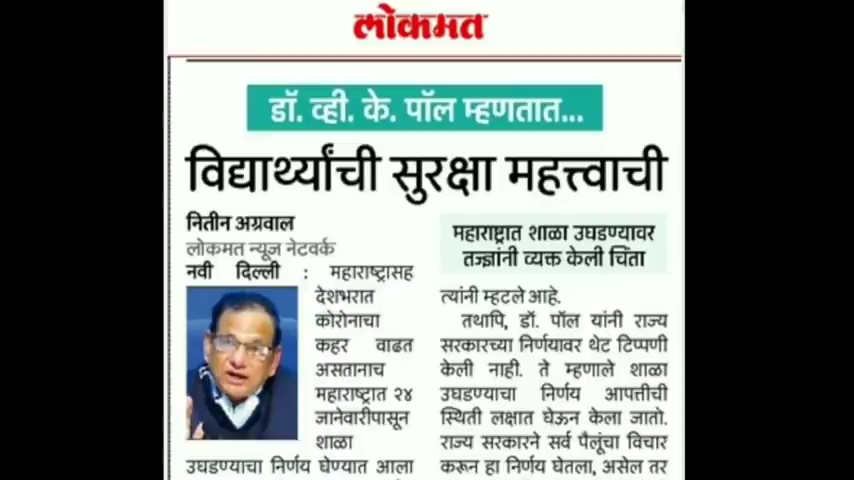 लोकमत
डॉ. व्ही. के. पॉल म्हणतात...
विद्यार्थ्यांची सुरक्षा महत्त्वाची
नितीन अग्रवाल
लोकमत न्यूज नेटवर्क
नवी दिल्ली : महाराष्ट्रासह
देशभरात
कोरोनाचा
कहर वाढत
असतानाच
महाराष्ट्रात २४
जानेवारीपासून
शाळा
उघडण्याचा निर्णय घेण्यात आला
महाराष्ट्रात शाळा उघडण्यावर
तज्ज्ञांनी व्यक्त केली चिंता
त्यांनी म्हटले आहे.
तथापि, डॉ. पॉल यांनी राज्य
सरकारच्या निर्णयावर थेट टिप्पणी
केली नाही. ते म्हणाले शाळा
उघडण्याचा निर्णय आपत्तीची
स्थिती लक्षात घेऊन केला जातो.
राज्य सरकारने सर्व पैलूंचा विचार
करून हा निर्णय घेतला, असेल तर